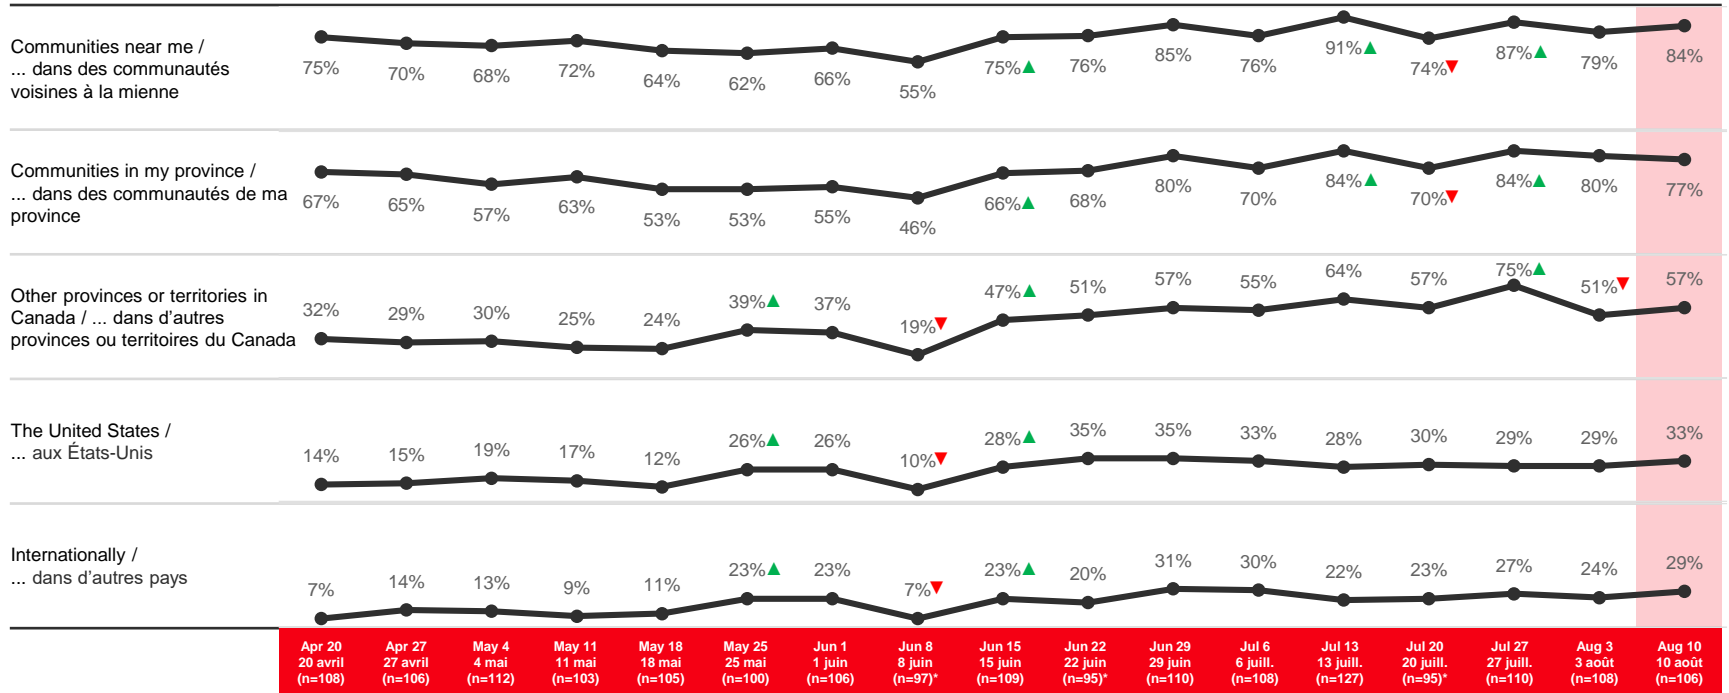 Communities near me /
... dans des communautés
voisines à la mienne
75% 70% 68% 72% 64% 62% 66% 55% 75%▲ 76% 85% 76% 91%▲ 74%▼ 87%▲ 79% 84%
Communities in my province /
... dans des communautés de ma
province
67% 65% 57% 63% 53% 53% 55% 46% 66%▲ 68% 80% 70% 84%▲ 70%▼ 84%▲ 80% 77%
Other provinces or territories in
Canada / ... dans d'autres
provinces ou territoires du Canada
32% 29% 30% 25% 24% 39%▲ 37% 19%▼ 47%▲ 51% 57% 55% 64% 57% 75%▲ 51%▼ 57%
The United States /
... aux États-Unis
14% 15% 19% 17% 12% 26%▲ 26% 10%▼ 28%▲ 35% 35% 33% 28% 30% 29% 29% 33%
Internationally /
... dans d'autres pays
7% 14% 13% 9% 11% 23%▲ 23% 7%▼ 23%▲ 20% 31% 30% 22% 23% 27% 24% 29%
Apr 20 Apr 27 May 4 May 11 May 18 May 25 Jun 1 Jun 8 Jun 15 Jun 22 Jun 29 Jul 6 Jul 13 Jul 20 Jul 27 Aug 3 Aug 10
20 avril 27 avril 4 mai 11 mai 18 mai 25 mai 1 juin 8 juin 15 juin 22 juin 29 juin 6 juill. 13 juill. 20 juill. 27 juill. 3 août 10 août
(n=108) (n=106) (n=112) (n=103) (n=105) (n=100) (n=106) (n=97)* (n=109) (n=95)* (n=110) (n=108) (n=127) (n=95)* (n=110) (n=108) (n=106)